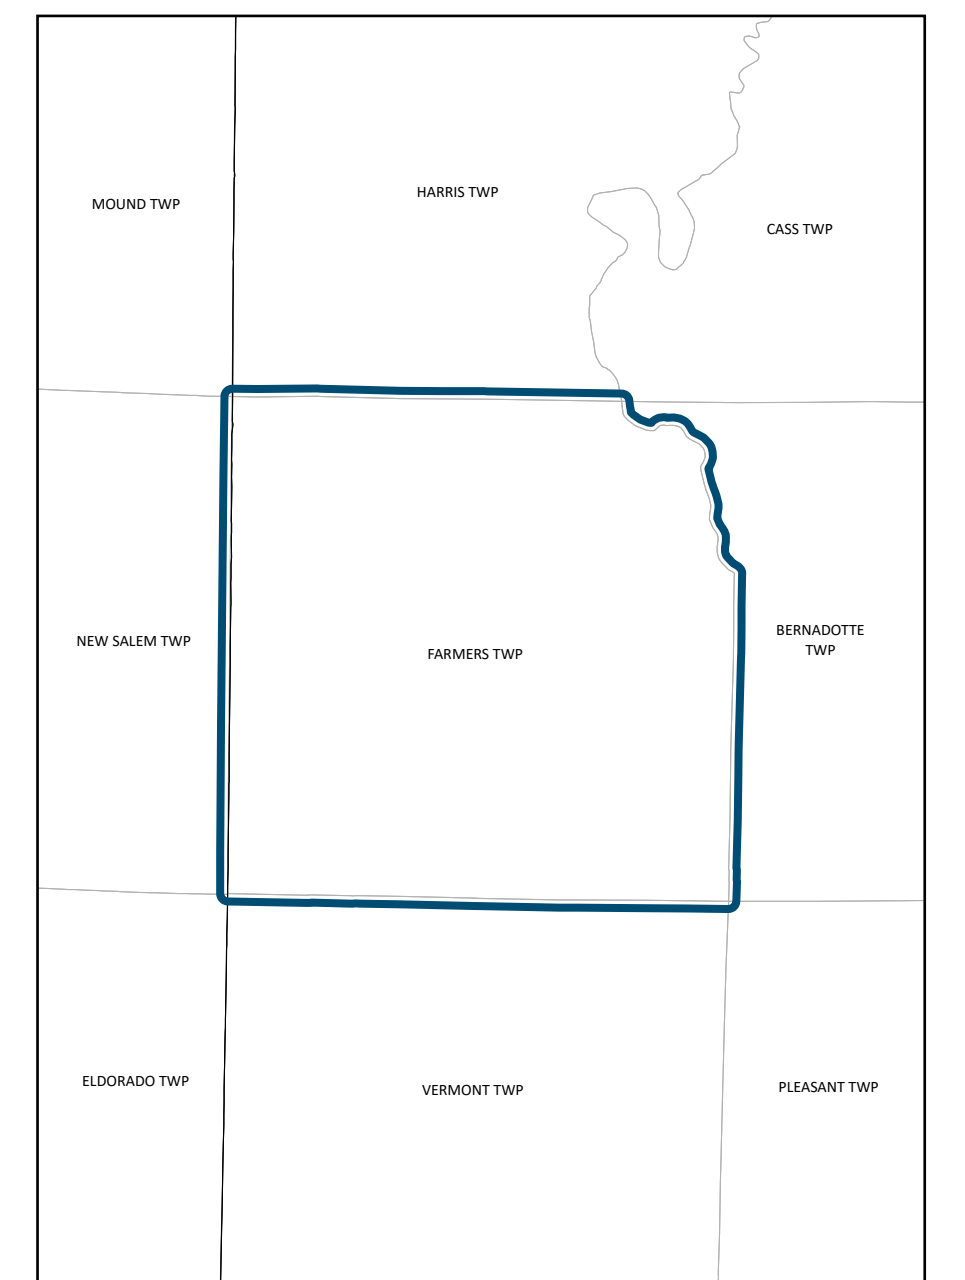 HARRIS TWP
MOUND TWP
CASS TWP
BERNADOTTE
TWP
NEW SALEM TWP
FARMERS TWP
ELDORADO TWP
VERMONT TWP
PLEASANT TWP